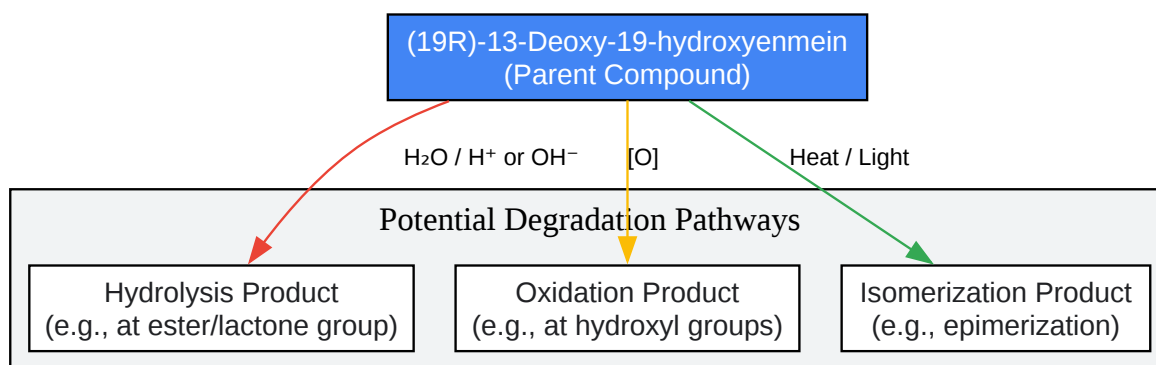 (19R)-13-Deoxy-19-hydroxyenmein
(Parent Compound)
H₂O / H⁺ or OH⁻
[O]
Heat / Light
Potential Degradation Pathways
Hydrolysis Product
(e.g., at ester/lactone group)
Oxidation Product
(e.g., at hydroxyl groups)
Isomerization Product
(e.g., epimerization)